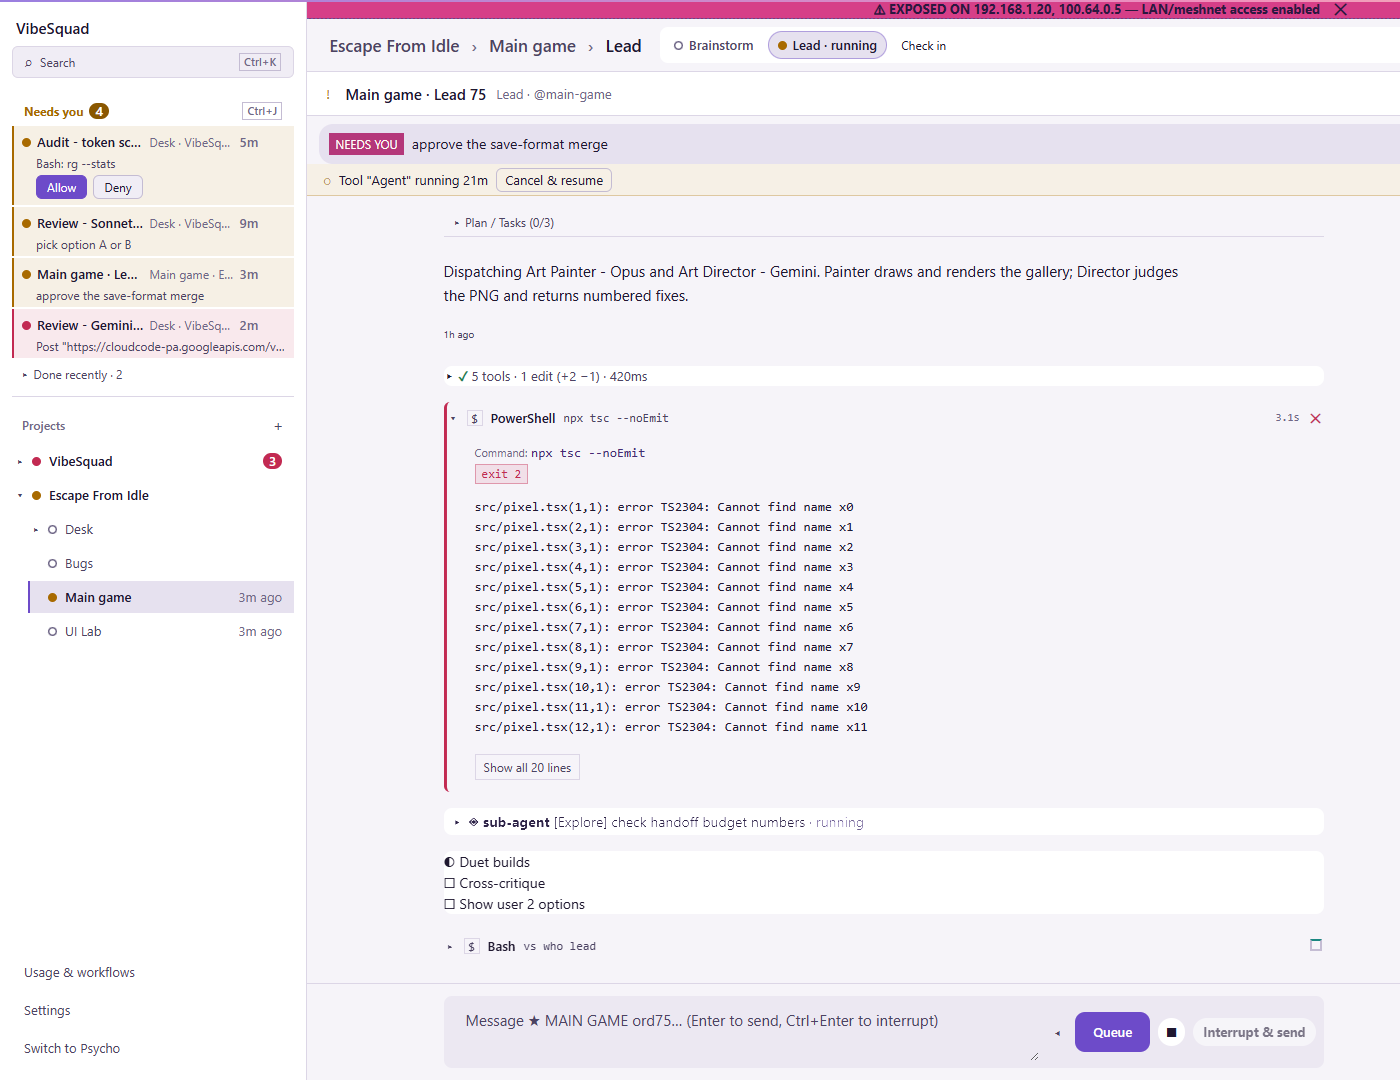 ⚠ EXPOSED ON 192.168.1.20, 100.64.0.5 — LAN/meshnet access enabled
VibeSquad
Search Ctrl+K
Needs you 4 Ctrl+J
Audit - token sc... Desk · VibeSq... 5m
Bash: rg --stats
Allow Deny
Review - Sonnet... Desk · VibeSq... 9m
pick option A or B
Main game · Le... Main game · E... 3m
approve the save-format merge
Review - Gemini... Desk · VibeSq... 2m
Post "https://cloudcode-pa.googleapis.com/v...
Done recently · 2
Projects +
VibeSquad 3
Escape From Idle
Desk
Bugs
Main game 3m ago
UI Lab 3m ago
Usage & workflows
Settings
Switch to Psycho
Escape From Idle › Main game › Lead
Brainstorm Lead · running Check in
! Main game · Lead 75 Lead · @main-game
NEEDS YOU approve the save-format merge
Tool "Agent" running 21m Cancel & resume
Plan / Tasks (0/3)
Dispatching Art Painter - Opus and Art Director - Gemini. Painter draws and renders the gallery; Director judges
the PNG and returns numbered fixes.
1h ago
✓ 5 tools · 1 edit (+2 −1) · 420ms
$ PowerShell npx tsc --noEmit 3.1s
Command: npx tsc --noEmit
exit 2
src/pixel.tsx(1,1): error TS2304: Cannot find name x0
src/pixel.tsx(2,1): error TS2304: Cannot find name x1
src/pixel.tsx(3,1): error TS2304: Cannot find name x2
src/pixel.tsx(4,1): error TS2304: Cannot find name x3
src/pixel.tsx(5,1): error TS2304: Cannot find name x4
src/pixel.tsx(6,1): error TS2304: Cannot find name x5
src/pixel.tsx(7,1): error TS2304: Cannot find name x6
src/pixel.tsx(8,1): error TS2304: Cannot find name x7
src/pixel.tsx(9,1): error TS2304: Cannot find name x8
src/pixel.tsx(10,1): error TS2304: Cannot find name x9
src/pixel.tsx(11,1): error TS2304: Cannot find name x10
src/pixel.tsx(12,1): error TS2304: Cannot find name x11
Show all 20 lines
sub-agent [Explore] check handoff budget numbers · running
◐ Duet builds
☐ Cross-critique
☐ Show user 2 options
$ Bash vs who lead
Message ★ MAIN GAME ord75... (Enter to send, Ctrl+Enter to interrupt)
Queue Interrupt & send